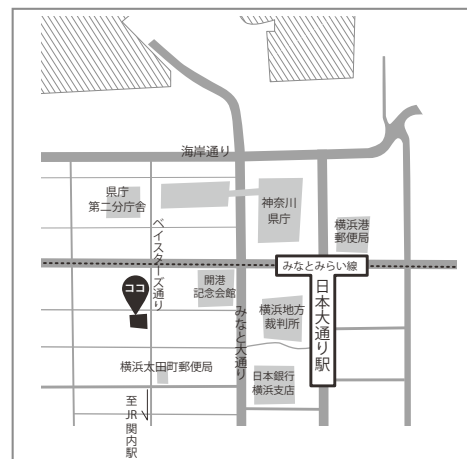 海岸通り
県庁
第二分庁舎
神奈川
県庁
ベイスターズ通り
横浜港
郵便局
みなとみらい線
ココ
開港
記念会館
横浜地方
裁判所
日本大通り駅
みなと大通り
横浜太田町郵便局
日本銀行
横浜支店
至JR関内駅